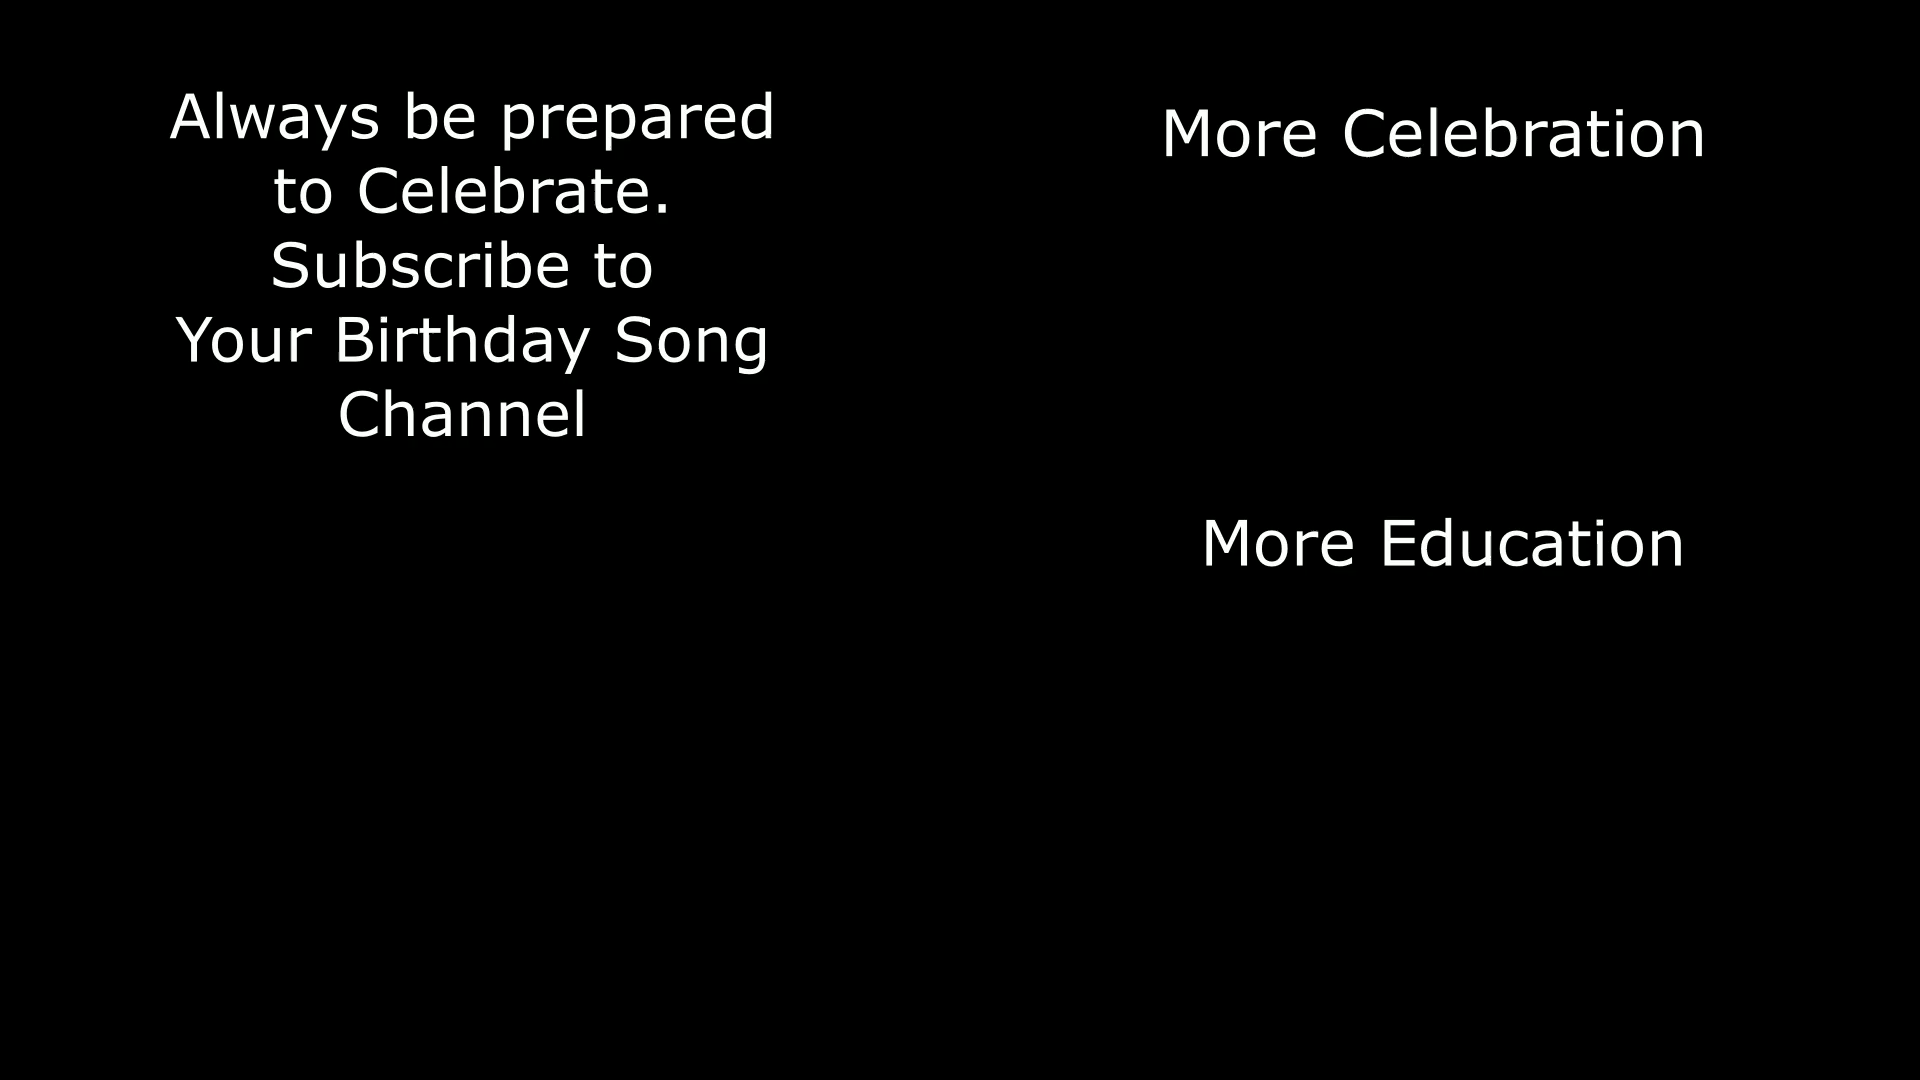 Always be prepared
to Celebrate.
Subscribe to
Your Birthday Song
Channel
More Celebration
More Education